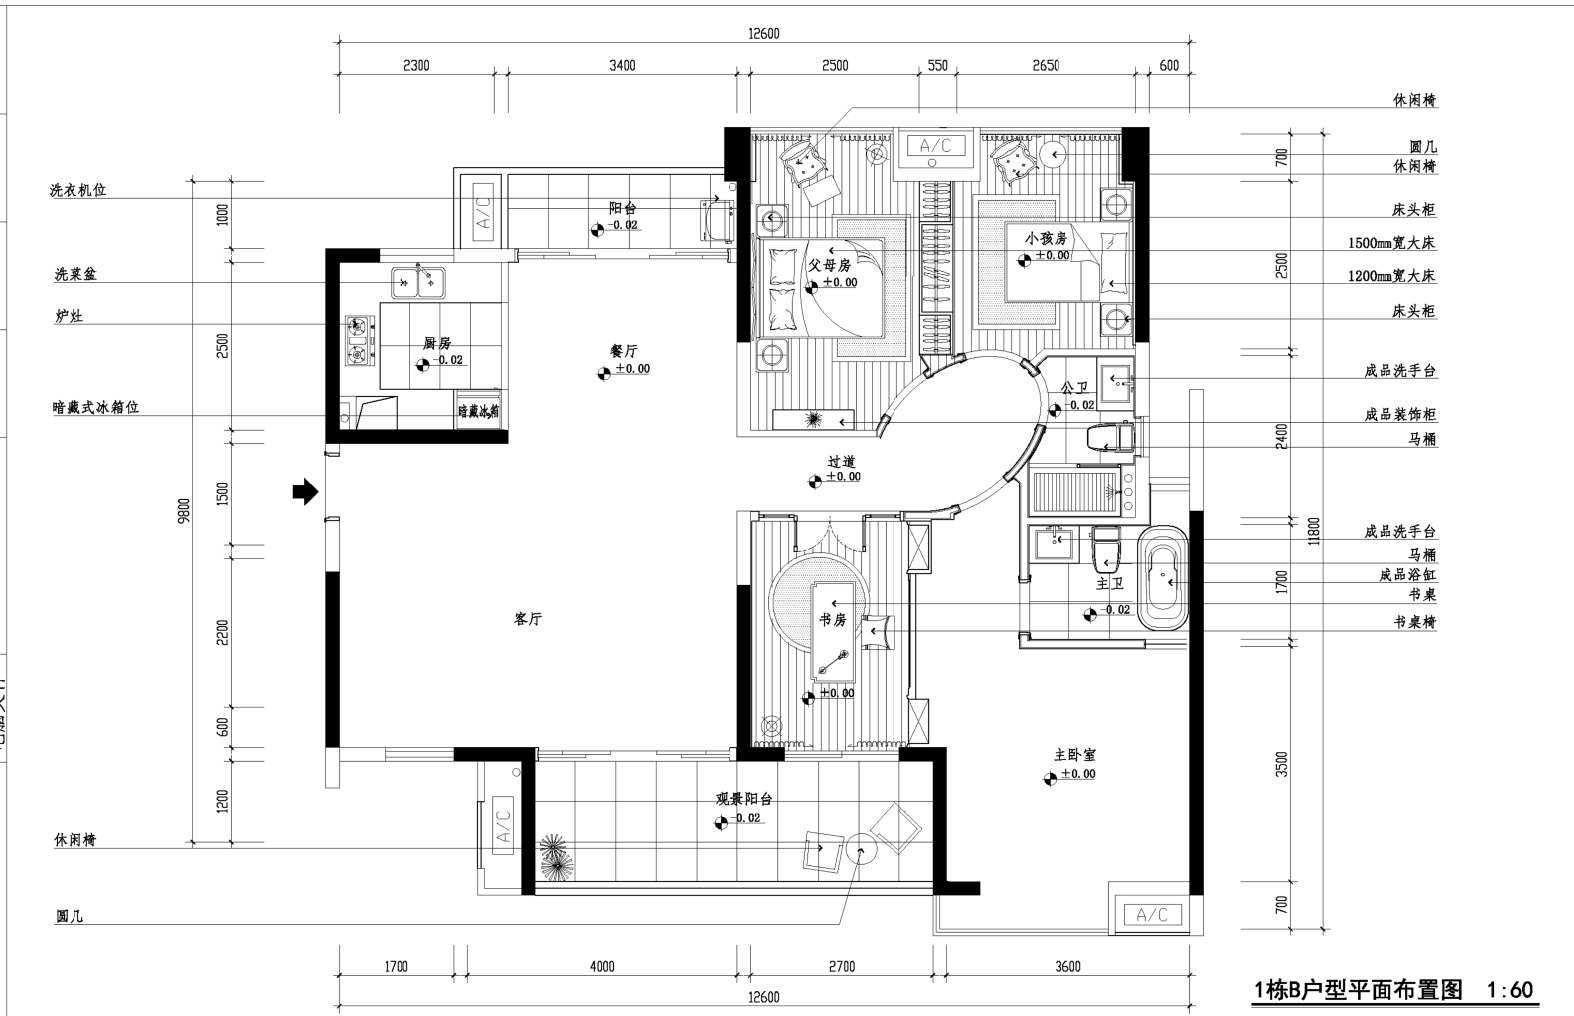 12600
2300
3400
2500
550
2650
600
休闲椅
A/C
A/C
700
圆几
休闲椅
洗衣机位
1000
阳台
-0.02
床头柜
小孩房
±0.00
1500mm宽大床
父母房
±0.00
2500
洗菜盆
1200mm宽大床
炉灶
床头柜
2500
厨房
-0.02
餐厅
±0.00
成品洗手台
公卫
-0.02
暗藏式冰箱位
暗藏冰箱
成品装饰柜
2400
马桶
过道
±0.00
1500
9800
11800
成品洗手台
马桶
成品浴缸
1700
主卫
-0.02
书桌
客厅
书房
书桌椅
2200
±0.00
600
主卧室
±0.00
3500
1200
观景阳台
-0.02
A/C
休闲椅
700
A/C
圆几
1700
4000
2700
3600
12600
1栋B户型平面布置图 1:60